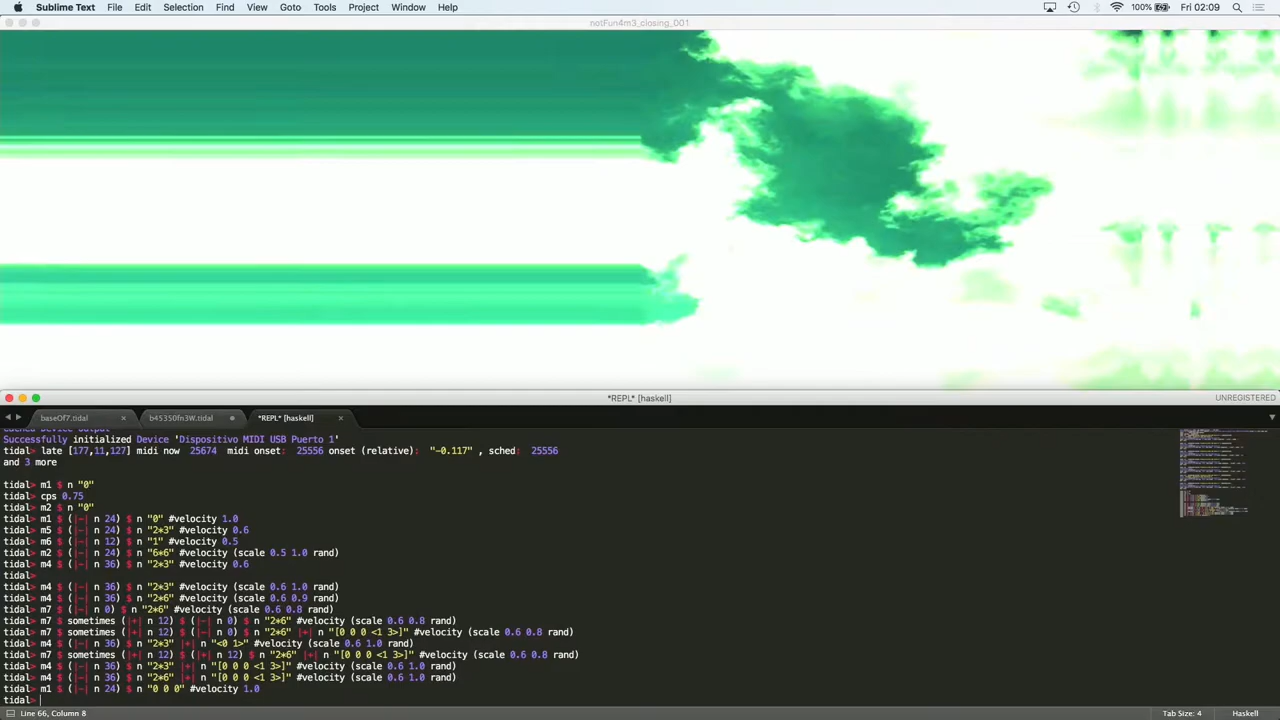 Sublime Text File Edit Selection Find View Goto Tools Project Window Help 100% Fri 02:09
notFun4m3_closing_001
*REPL* [haskell] UNREGISTERED
baseOf7.tidal b45350fn3W.tidal *REPL* [haskell]
Cached Device Output
Successfully initialized Device 'Dispositivo MIDI USB Puerto 1'
tidal> late [177,11,127] midi now 25674 midi onset: 25556 onset (relative): "-0.117" , sched: 25556
and 3 more
tidal> m1 $ n "0"
tidal> cps 0.75
tidal> m2 $ n "0"
tidal> m1 $ (|-| n 24) $ n "0" #velocity 1.0
tidal> m5 $ (|-| n 24) $ n "2*3" #velocity 0.6
tidal> m6 $ (|-| n 12) $ n "1" #velocity 0.5
tidal> m2 $ (|-| n 24) $ n "6*6" #velocity (scale 0.5 1.0 rand)
tidal> m4 $ (|-| n 36) $ n "2*3" #velocity 0.6
tidal>
tidal> m4 $ (|-| n 36) $ n "2*3" #velocity (scale 0.6 1.0 rand)
tidal> m4 $ (|-| n 36) $ n "2*6" #velocity (scale 0.6 0.9 rand)
tidal> m7 $ (|-| n 0) $ n "2*6" #velocity (scale 0.6 0.8 rand)
tidal> m7 $ sometimes (|+| n 12) $ (|-| n 0) $ n "2*6" #velocity (scale 0.6 0.8 rand)
tidal> m7 $ sometimes (|+| n 12) $ (|-| n 0) $ n "2*6" |+| n "[0 0 0 <1 3>]" #velocity (scale 0.6 0.8 rand)
tidal> m4 $ (|-| n 36) $ n "2*3" |+| n "<0 1>" #velocity (scale 0.6 1.0 rand)
tidal> m7 $ sometimes (|+| n 12) $ (|+| n 12) $ n "2*6" |+| n "[0 0 0 <1 3>]" #velocity (scale 0.6 0.8 rand)
tidal> m4 $ (|-| n 36) $ n "2*3" |+| n "[0 0 0 <1 3>]" #velocity (scale 0.6 1.0 rand)
tidal> m4 $ (|-| n 36) $ n "2*6" |+| n "[0 0 0 <1 3>]" #velocity (scale 0.6 1.0 rand)
tidal> m1 $ (|-| n 24) $ n "0 0 0" #velocity 1.0
tidal>
Line 66, Column 8 Tab Size: 4 Haskell